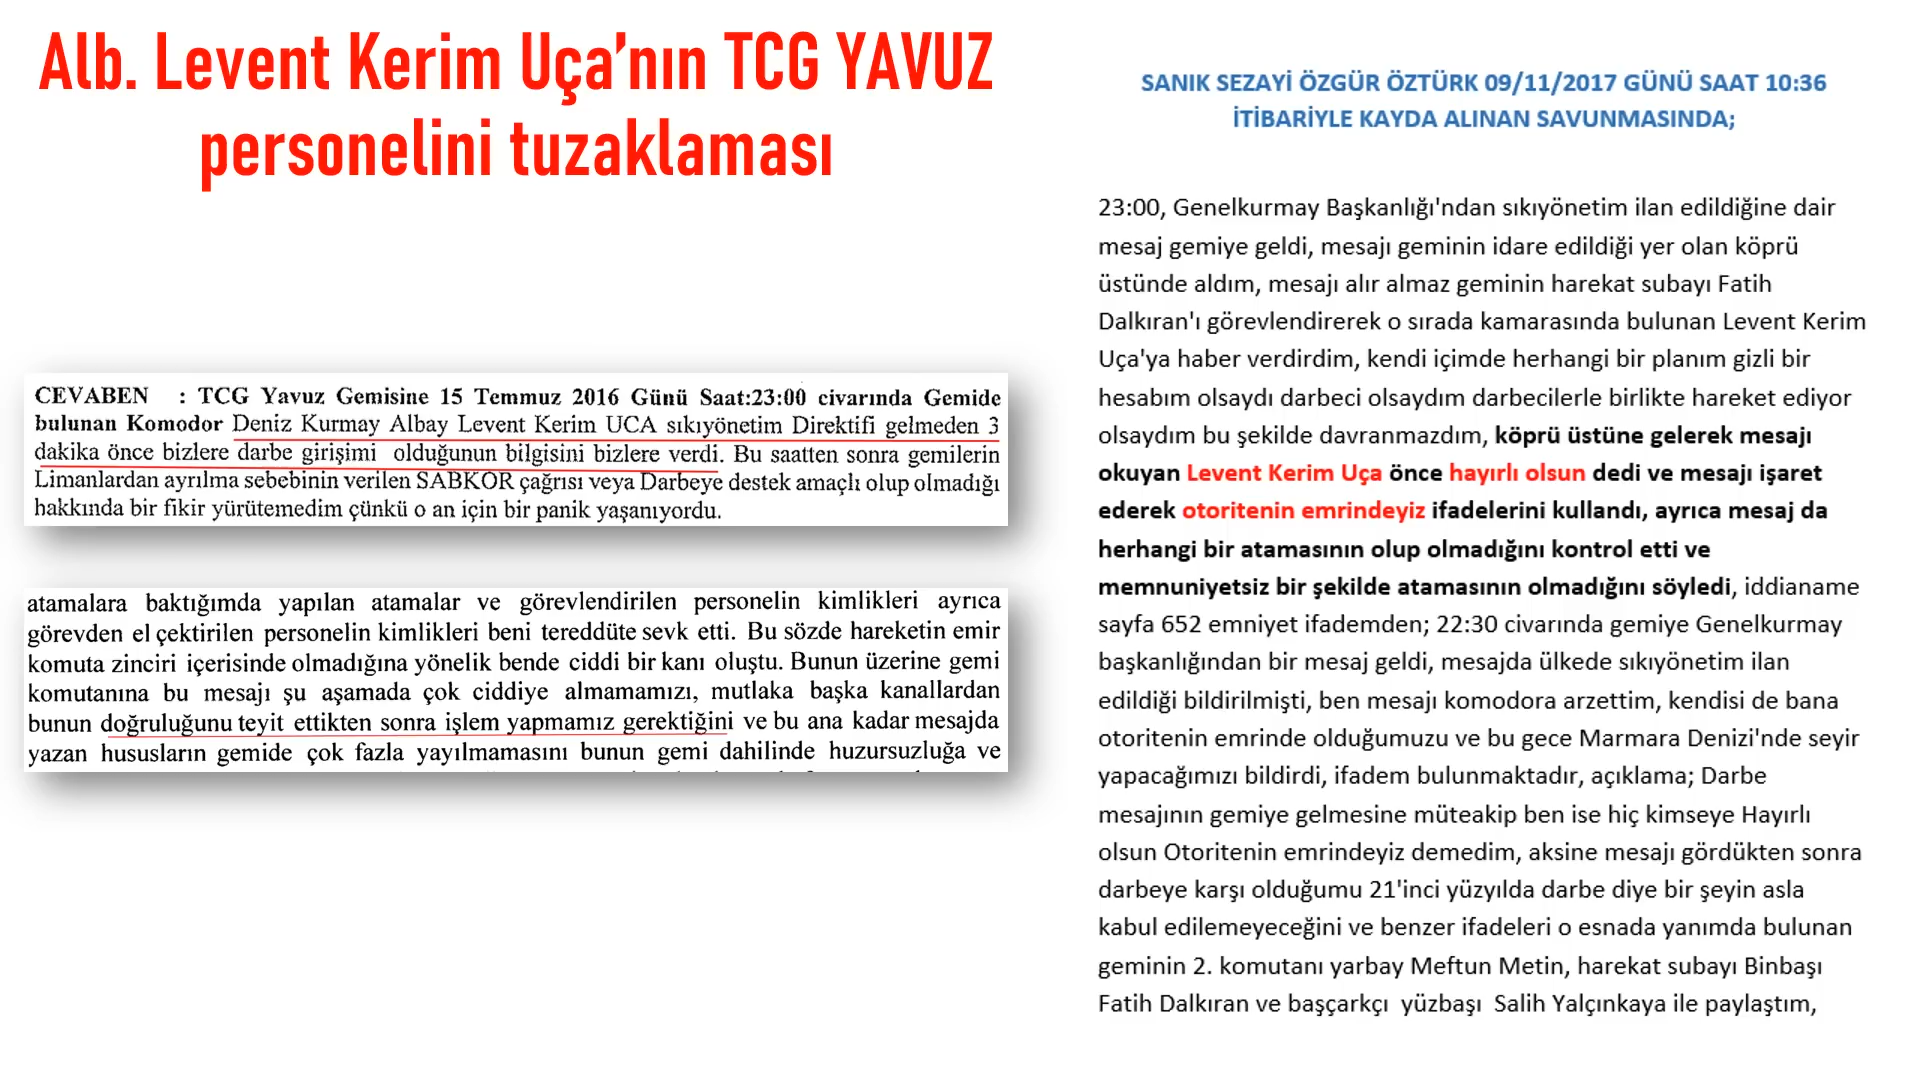 Alb. Levent Kerim Uça’nın TCG YAVUZ
personelini tuzaklaması
CEVABEN : TCG Yavuz Gemisine 15 Temmuz 2016 Günü Saat:23:00 civarında Gemide
bulunan Komodor Deniz Kurmay Albay Levent Kerim UCA sıkıyönetim Direktifi gelmeden 3
dakika önce bizlere darbe girişimi olduğunun bilgisini bizlere verdi. Bu saatten sonra gemilerin
Limanlardan ayrılma sebebinin verilen SABKOR çağrısı veya Darbeye destek amaçlı olup olmadığı
hakkında bir fikir yürütemedim çünkü o an için bir panik yaşanıyordu.
atamalara baktığımda yapılan atamalar ve görevlendirilen personelin kimlikleri ayrıca
görevden el çektirilen personelin kimlikleri beni tereddüte sevk etti. Bu sözde hareketin emir
komuta zinciri içerisinde olmadığına yönelik bende ciddi bir kanı oluştu. Bunun üzerine gemi
komutanına bu mesajı şu aşamada çok ciddiye almamamızı, mutlaka başka kanallardan
bunun doğruluğunu teyit ettikten sonra işlem yapmamız gerektiğini ve bu ana kadar mesajda
yazan hususların gemide çok fazla yayılmamasını bunun gemi dahilinde huzursuzluğa ve
SANIK SEZAYİ ÖZGÜR ÖZTÜRK 09/11/2017 GÜNÜ SAAT 10:36
İTİBARİYLE KAYDA ALINAN SAVUNMASINDA;
23:00, Genelkurmay Başkanlığı'ndan sıkıyönetim ilan edildiğine dair
mesaj gemiye geldi, mesajı geminin idare edildiği yer olan köprü
üstünde aldım, mesajı alır almaz geminin harekat subayı Fatih
Dalkıran'ı görevlendirerek o sırada kamarasında bulunan Levent Kerim
Uça'ya haber verdirdim, kendi içimde herhangi bir planım gizli bir
hesabım olsaydı darbeci olsaydım darbecilerle birlikte hareket ediyor
olsaydım bu şekilde davranmazdım, köprü üstüne gelerek mesajı
okuyan Levent Kerim Uça önce hayırlı olsun dedi ve mesajı işaret
ederek otoritenin emrindeyiz ifadelerini kullandı, ayrıca mesaj da
herhangi bir atamasının olup olmadığını kontrol etti ve
memnuniyetsiz bir şekilde atamasının olmadığını söyledi, iddianame
sayfa 652 emniyet ifademden; 22:30 civarında gemiye Genelkurmay
başkanlığından bir mesaj geldi, mesajda ülkede sıkıyönetim ilan
edildiği bildirilmişti, ben mesajı komodora arzettim, kendisi de bana
otoritenin emrinde olduğumuzu ve bu gece Marmara Denizi'nde seyir
yapacağımızı bildirdi, ifadem bulunmaktadır, açıklama; Darbe
mesajının gemiye gelmesine müteakip ben ise hiç kimseye Hayırlı
olsun Otoritenin emrindeyiz demedim, aksine mesajı gördükten sonra
darbeye karşı olduğumu 21'inci yüzyılda darbe diye bir şeyin asla
kabul edilemeyeceğini ve benzer ifadeleri o esnada yanımda bulunan
geminin 2. komutanı yarbay Meftun Metin, harekat subayı Binbaşı
Fatih Dalkıran ve başçarkçı yüzbaşı Salih Yalçınkaya ile paylaştım,